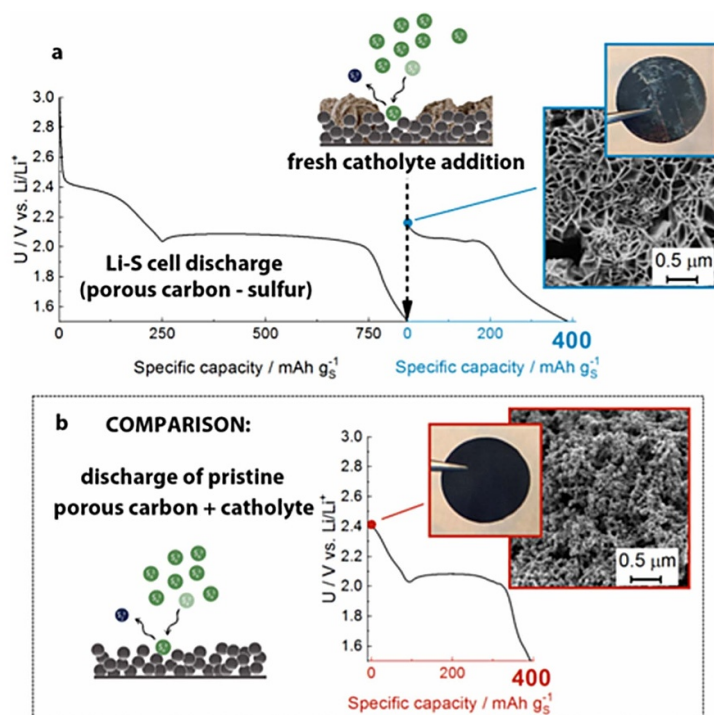 a
fresh catholyte addition
3.0
2.8
2.6
2.4
2.2
2.0
1.8
1.6
U / V vs. Li/Li⁺
Li-S cell discharge
(porous carbon - sulfur)
0.5 μm
0
250
500
750
0
200
400
Specific capacity / mAh g_S^-1
Specific capacity / mAh g_S^-1
b COMPARISON:
discharge of pristine
porous carbon + catholyte
3.0
2.8
2.6
2.4
2.2
2.0
1.8
1.6
U / V vs. Li/Li⁺
0.5 μm
0
200
400
Specific capacity / mAh g_S^-1